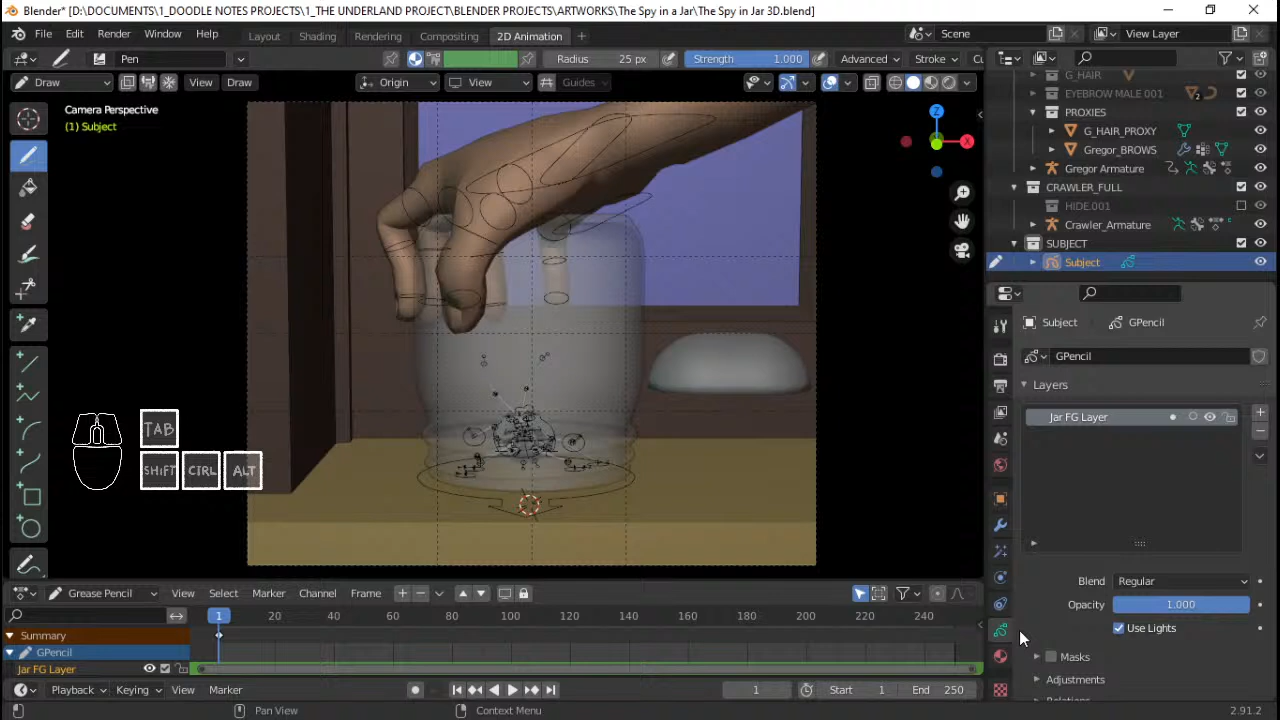 Blender* [D:\DOCUMENTS\1_DOODLE NOTES PROJECTS\1_THE UNDERLAND PROJECT\BLENDER PROJECTS\ARTWORKS\The Spy in a Jar\The Spy in Jar 3D.blend]
File Edit Render Window Help Layout Shading Rendering Compositing 2D Animation + Scene View Layer
Pen Radius 25 px Strength 1.000 Advanced Stroke
Draw View Draw Origin View Guides
Camera Perspective
(1) Subject
Z
X
TAB
SHIFT CTRL ALT
G_HAIR
EYEBROW MALE 001
2
PROXIES
G_HAIR_PROXY
Gregor_BROWS
Gregor Armature
CRAWLER_FULL
HIDE.001
Crawler_Armature
SUBJECT
Subject
Subject GPencil
GPencil
Layers
Jar FG Layer
Blend Regular
Opacity 1.000
Use Lights
Masks
Adjustments
Grease Pencil View Select Marker Channel Frame
1 20 40 60 80 100 120 140 160 180 200 220 240
Summary
GPencil
Jar FG Layer
Playback Keying View Marker 1 Start 1 End 250
Pan View Context Menu 2.91.2